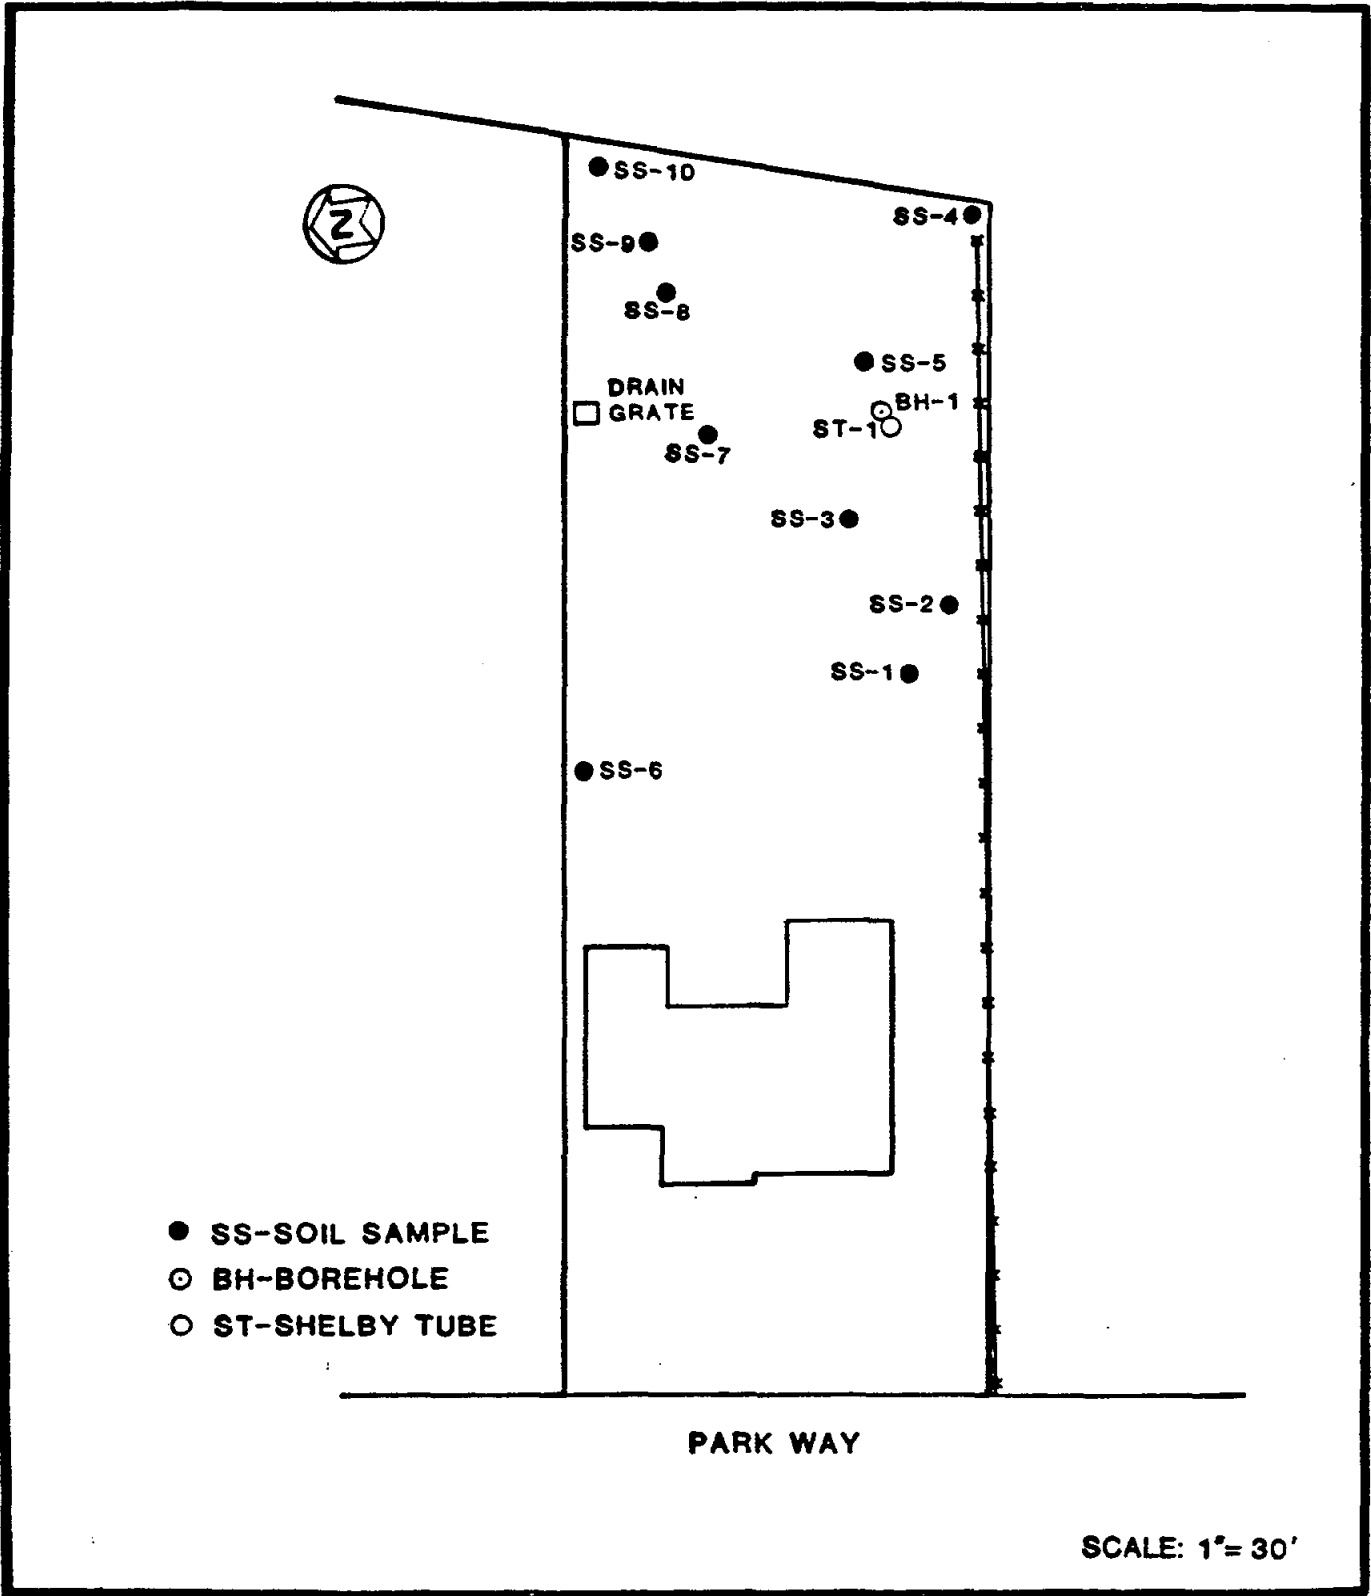 SS-10
SS-4
N
SS-9
SS-8
SS-5
DRAIN
GRATE
BH-1
ST-1
SS-7
SS-3
SS-2
SS-1
SS-6
SS-SOIL SAMPLE
BH-BOREHOLE
ST-SHELBY TUBE
PARK WAY
SCALE: 1"= 30'